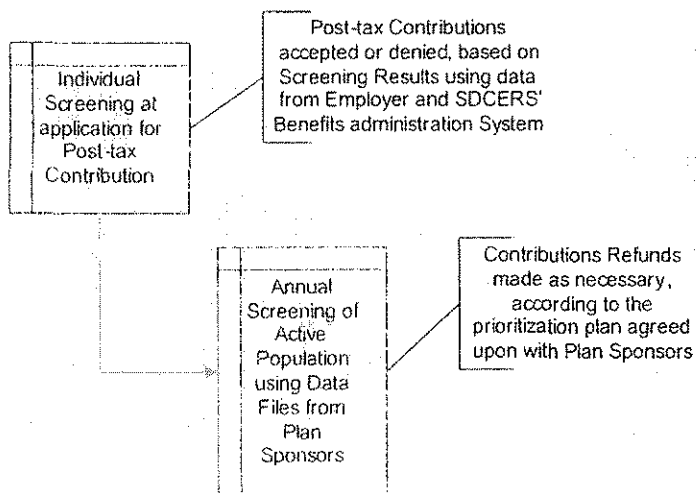 Individual
Screening at
application for
Post-tax
Contribution
Post-tax Contributions
accepted or denied, based on
Screening Results using data
from Employer and SDCERS'
Benefits administration System
Annual
Screening of
Active
Population
using Data
Files from
Plan
Sponsors
Contributions Refunds
made as necessary,
according to the
prioritization plan agreed
upon with Plan Sponsors